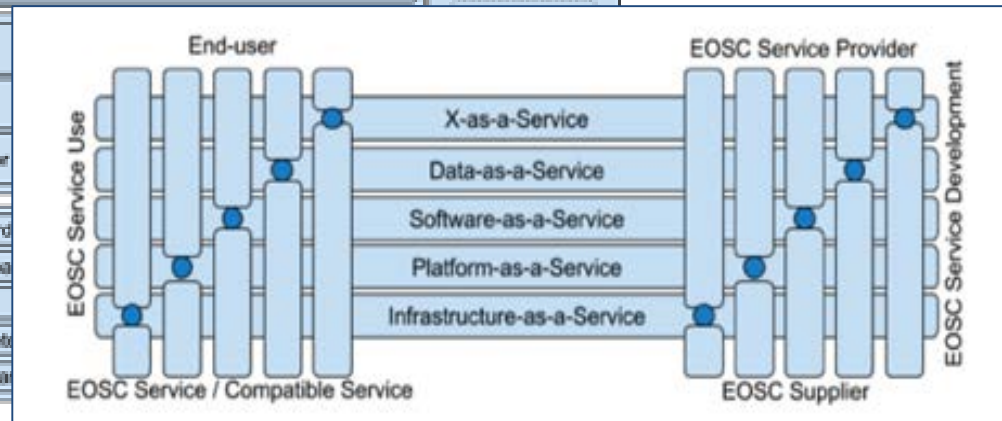 End-user
EOSC Service Provider
EOSC Service Use
X-as-a-Service
Data-as-a-Service
Software-as-a-Service
Platform-as-a-Service
Infrastructure-as-a-Service
EOSC Service Development
EOSC Service / Compatible Service
EOSC Supplier